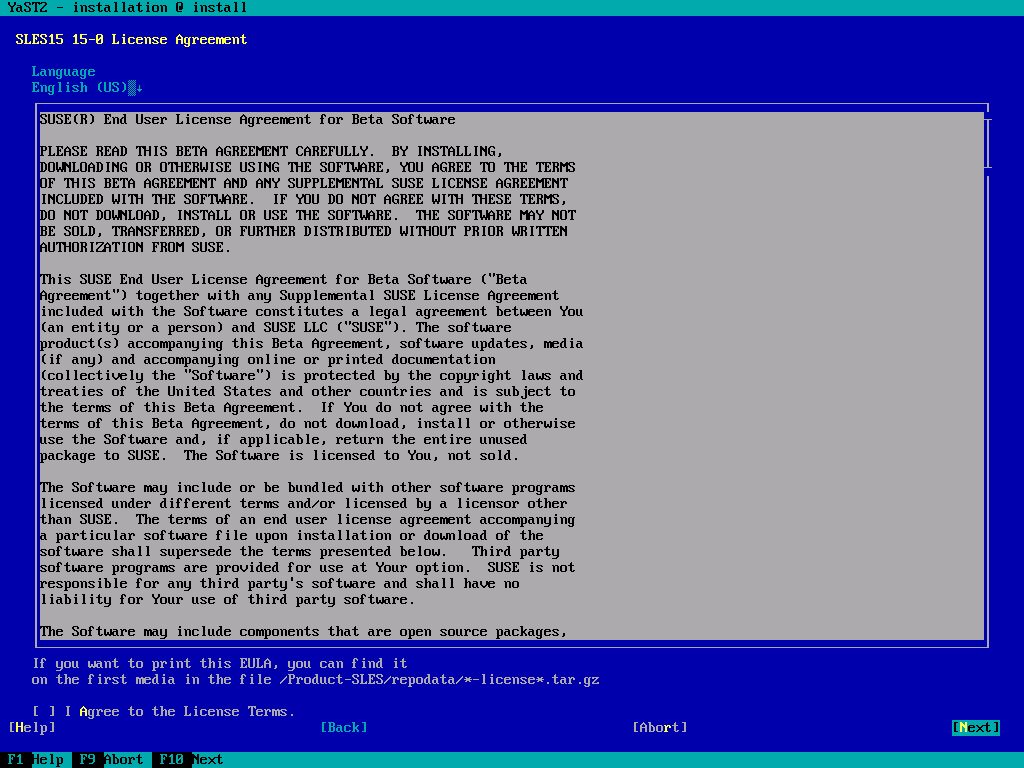 YaST2 - installation @ install
SLES15 15-0 License Agreement
Language
English (US)▒↓
SUSE(R) End User License Agreement for Beta Software
PLEASE READ THIS BETA AGREEMENT CAREFULLY.  BY INSTALLING,
DOWNLOADING OR OTHERWISE USING THE SOFTWARE, YOU AGREE TO THE TERMS
OF THIS BETA AGREEMENT AND ANY SUPPLEMENTAL SUSE LICENSE AGREEMENT
INCLUDED WITH THE SOFTWARE.  IF YOU DO NOT AGREE WITH THESE TERMS,
DO NOT DOWNLOAD, INSTALL OR USE THE SOFTWARE.  THE SOFTWARE MAY NOT
BE SOLD, TRANSFERRED, OR FURTHER DISTRIBUTED WITHOUT PRIOR WRITTEN
AUTHORIZATION FROM SUSE.
This SUSE End User License Agreement for Beta Software ("Beta
Agreement") together with any Supplemental SUSE License Agreement
included with the Software constitutes a legal agreement between You
(an entity or a person) and SUSE LLC ("SUSE"). The software
product(s) accompanying this Beta Agreement, software updates, media
(if any) and accompanying online or printed documentation
(collectively the "Software") is protected by the copyright laws and
treaties of the United States and other countries and is subject to
the terms of this Beta Agreement.  If You do not agree with the
terms of this Beta Agreement, do not download, install or otherwise
use the Software and, if applicable, return the entire unused
package to SUSE.  The Software is licensed to You, not sold.
The Software may include or be bundled with other software programs
licensed under different terms and/or licensed by a licensor other
than SUSE.  The terms of an end user license agreement accompanying
a particular software file upon installation or download of the
software shall supersede the terms presented below.   Third party
software programs are provided for use at Your option.  SUSE is not
responsible for any third party's software and shall have no
liability for Your use of third party software.
The Software may include components that are open source packages,
If you want to print this EULA, you can find it
on the first media in the file /Product-SLES/repodata/*-license*.tar.gz
[ ] I Agree to the License Terms.
[Help] [Back] [Abort] [Next]
F1 Help F9 Abort F10 Next